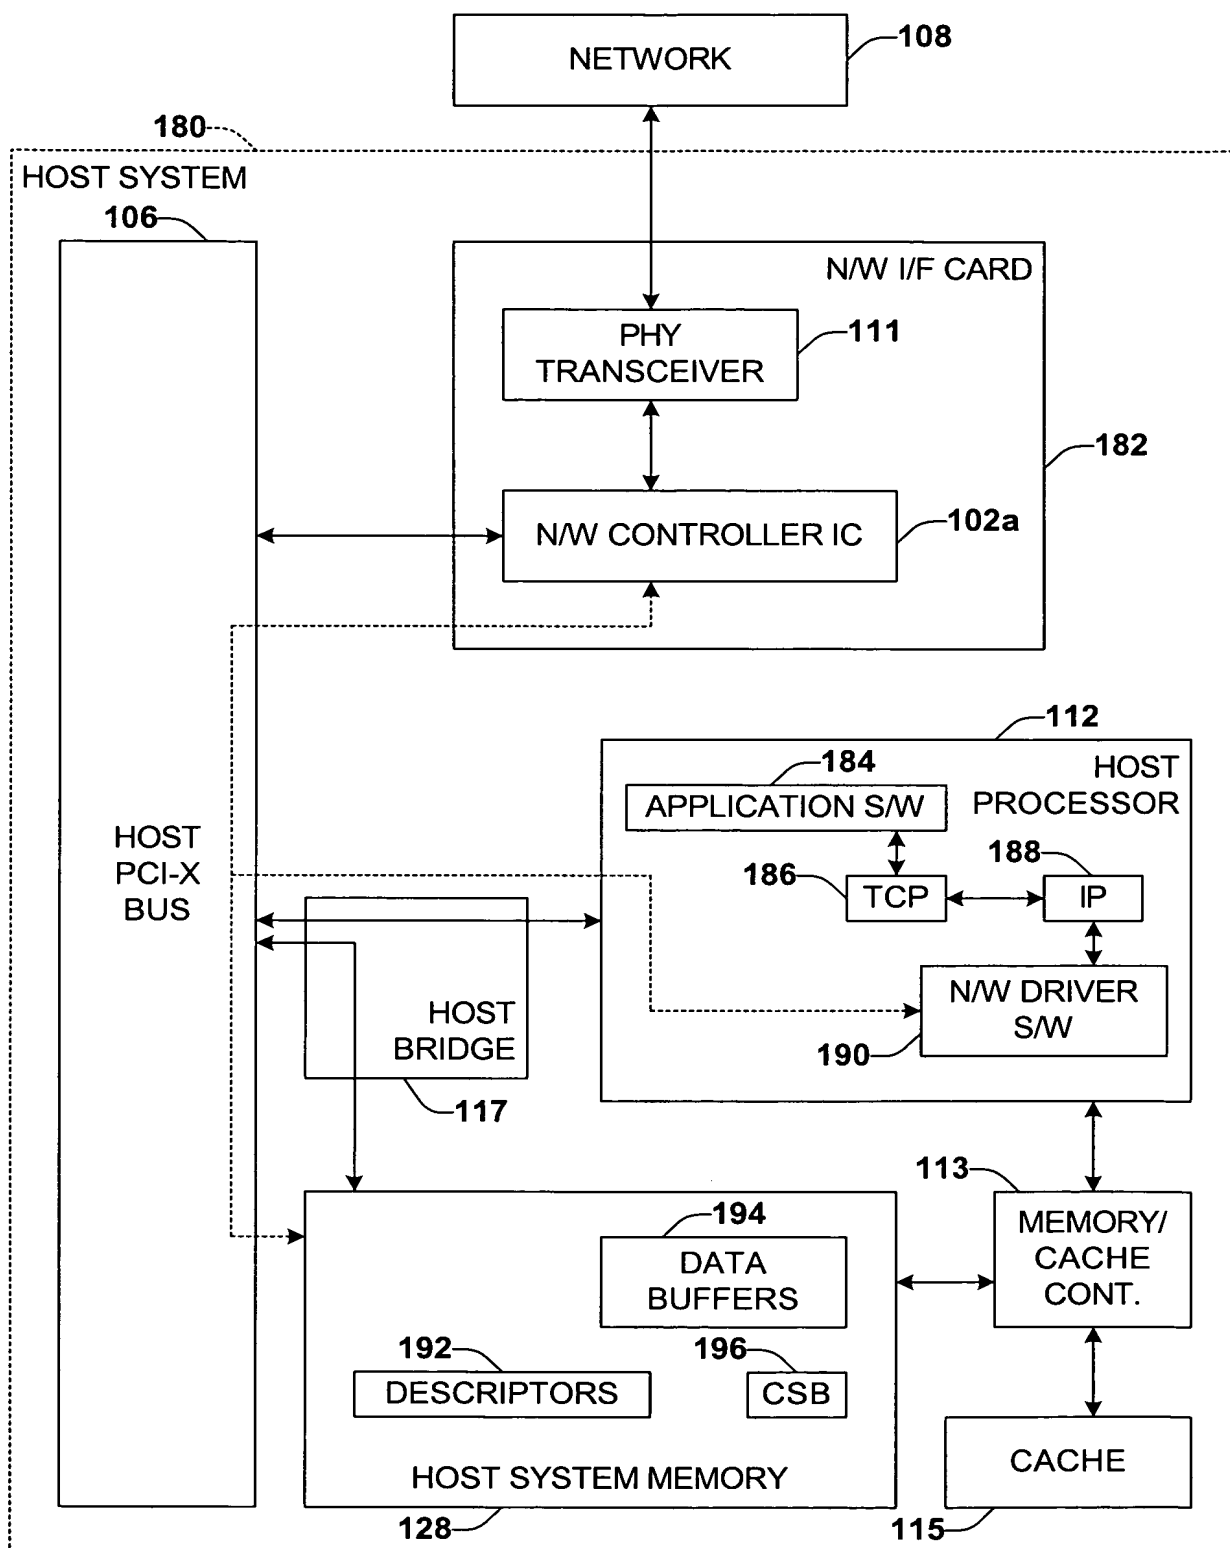 NETWORK
108
180
HOST SYSTEM
106
N/W I/F CARD
PHY
TRANSCEIVER
111
182
N/W CONTROLLER IC
102a
112
184
HOST
PROCESSOR
APPLICATION S/W
186
188
TCP
IP
HOST
PCI-X
BUS
N/W DRIVER
S/W
190
HOST
BRIDGE
117
113
194
MEMORY/
CACHE
CONT.
DATA
BUFFERS
192
196
DESCRIPTORS
CSB
CACHE
HOST SYSTEM MEMORY
128
115